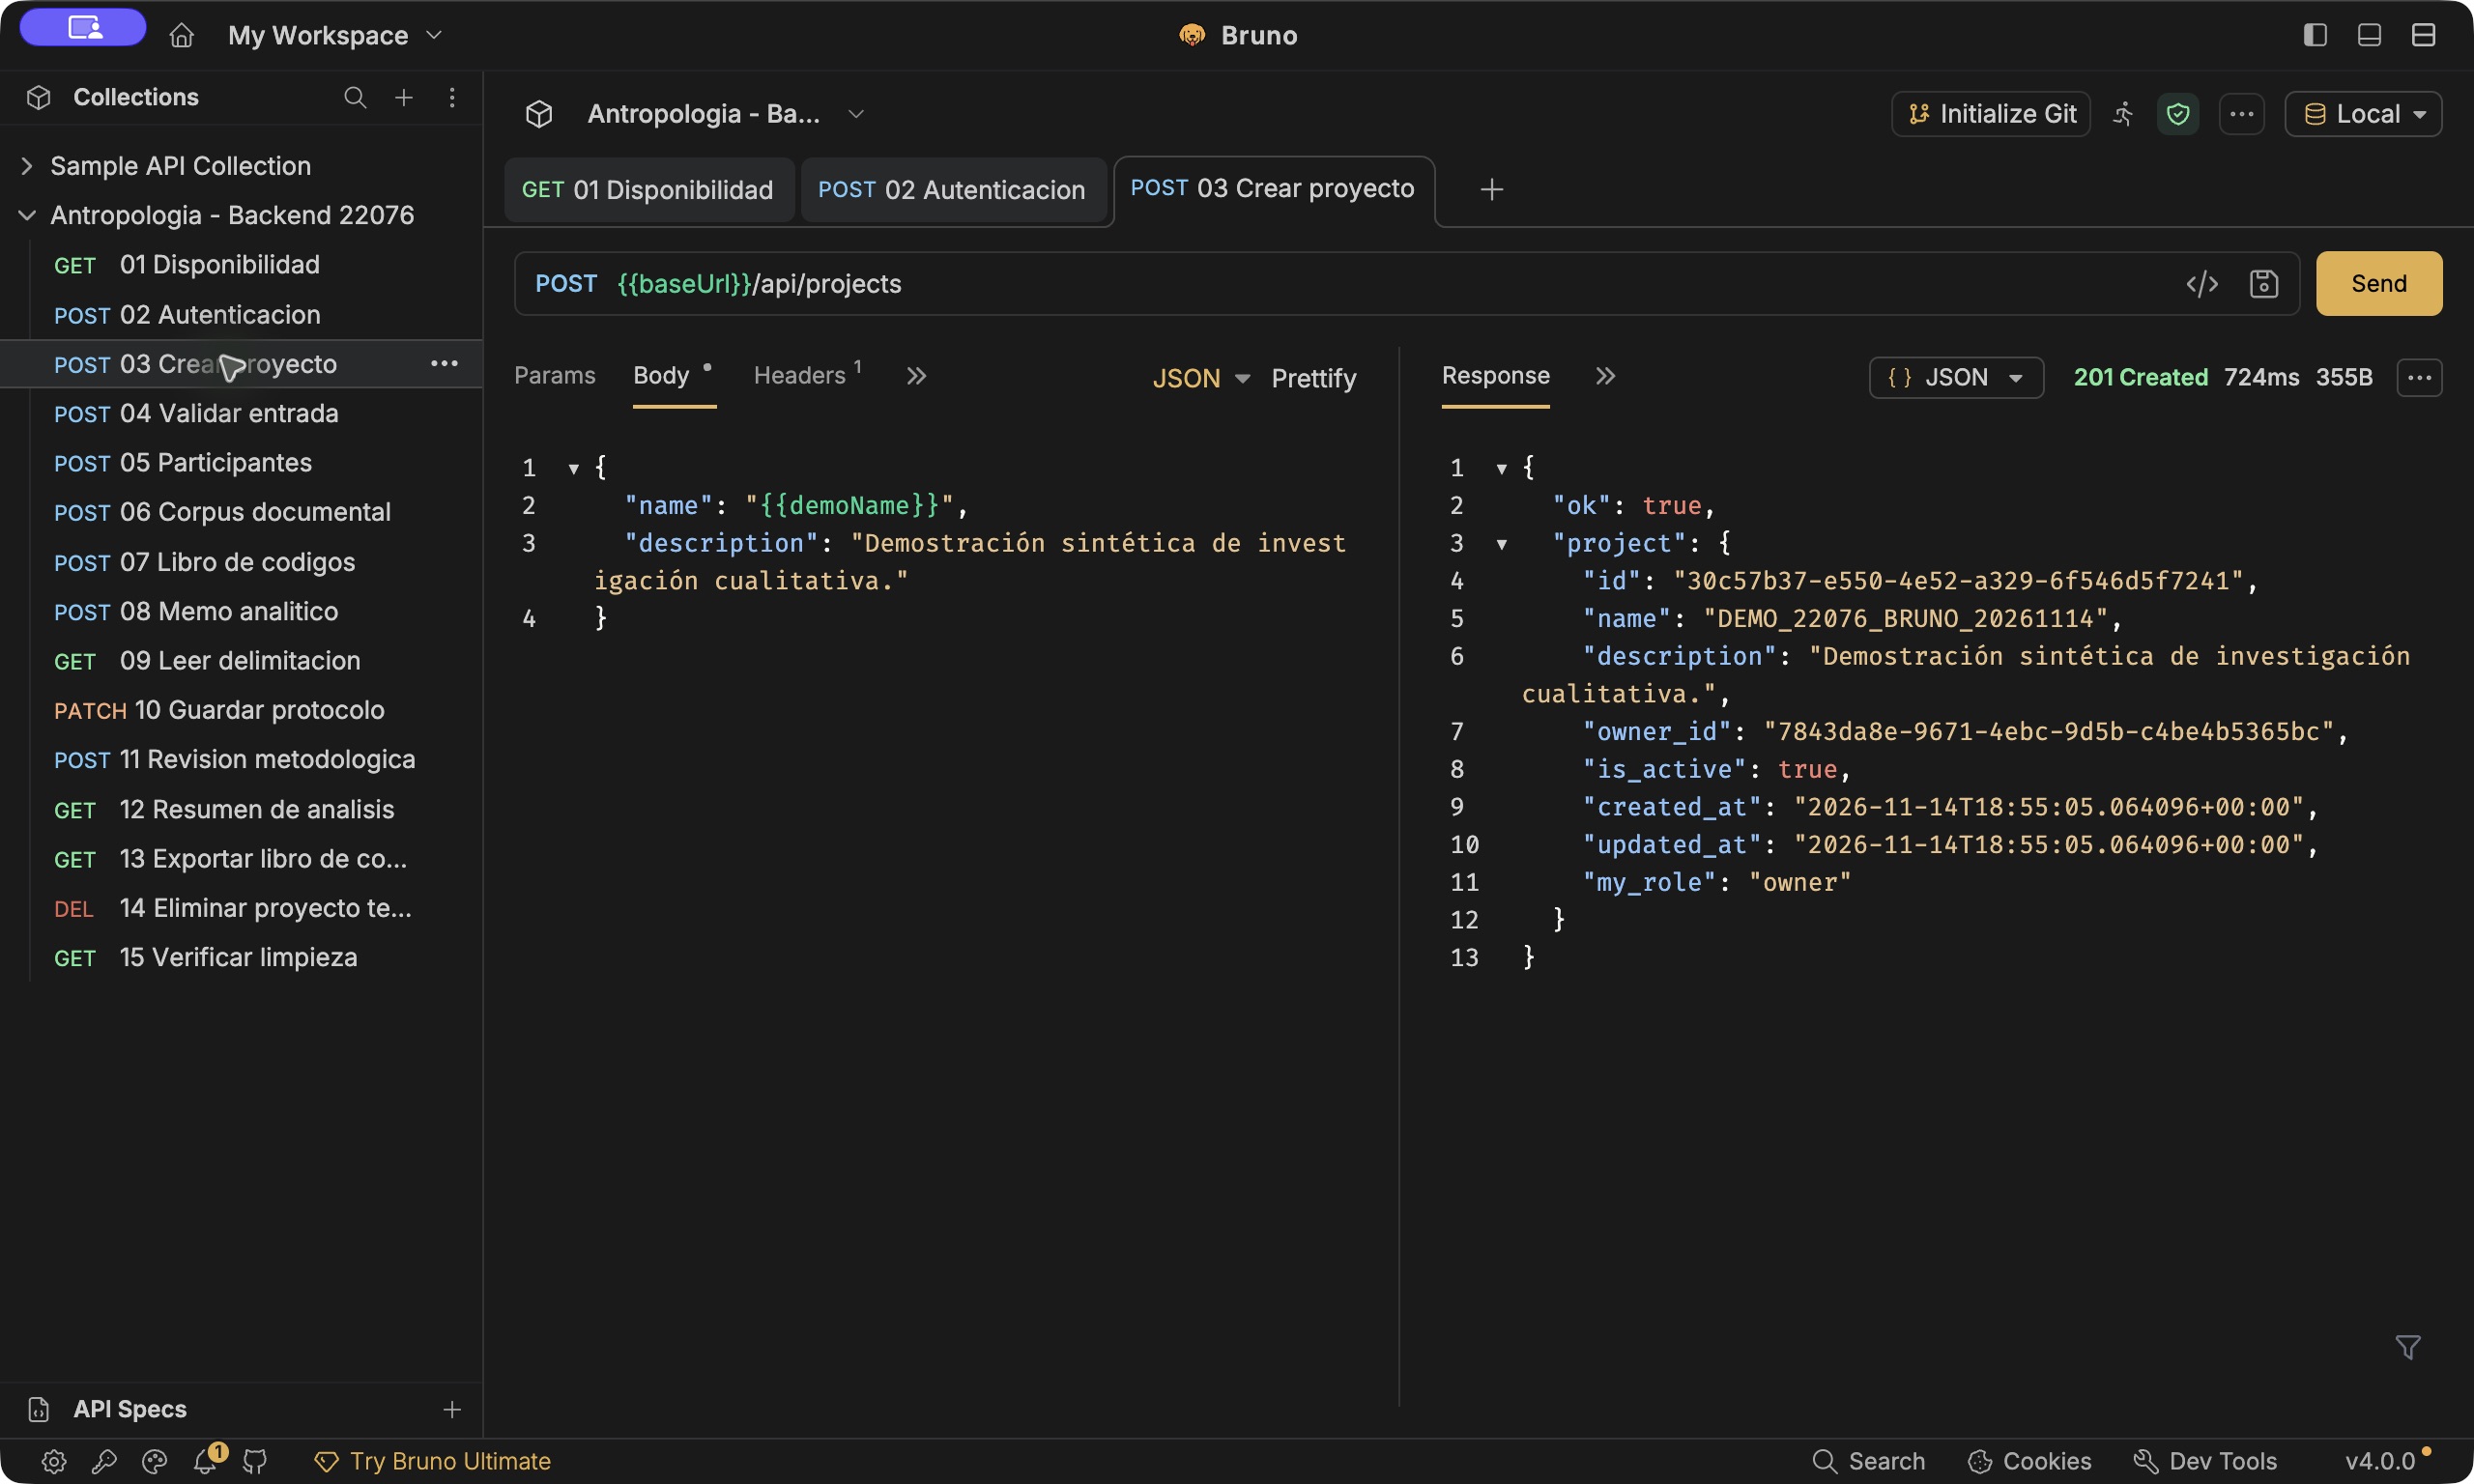 My Workspace
Bruno
Collections
Antropologia - Ba...
Initialize Git
Local
Sample API Collection
Antropologia - Backend 22076
GET 01 Disponibilidad
POST 02 Autenticacion
POST 03 Crear proyecto
POST 04 Validar entrada
POST 05 Participantes
POST 06 Corpus documental
POST 07 Libro de codigos
POST 08 Memo analitico
GET 09 Leer delimitacion
PATCH 10 Guardar protocolo
POST 11 Revision metodologica
GET 12 Resumen de analisis
GET 13 Exportar libro de co...
DEL 14 Eliminar proyecto te...
GET 15 Verificar limpieza
API Specs
GET 01 Disponibilidad
POST 02 Autenticacion
POST 03 Crear proyecto
POST {{baseUrl}}/api/projects
Send
Params Body Headers 1
JSON Prettify
1 {
2 "name": "{{demoName}}",
3 "description": "Demostración sintética de invest
igación cualitativa."
4 }
Response
{ } JSON
201 Created 724ms 355B
1 {
2 "ok": true,
3 "project": {
4 "id": "30c57b37-e550-4e52-a329-6f546d5f7241",
5 "name": "DEMO_22076_BRUNO_20261114",
6 "description": "Demostración sintética de investigación
cualitativa.",
7 "owner_id": "7843da8e-9671-4ebc-9d5b-c4be4b5365bc",
8 "is_active": true,
9 "created_at": "2026-11-14T18:55:05.064096+00:00",
10 "updated_at": "2026-11-14T18:55:05.064096+00:00",
11 "my_role": "owner"
12 }
13 }
1
Try Bruno Ultimate
Search
Cookies
Dev Tools
v4.0.0